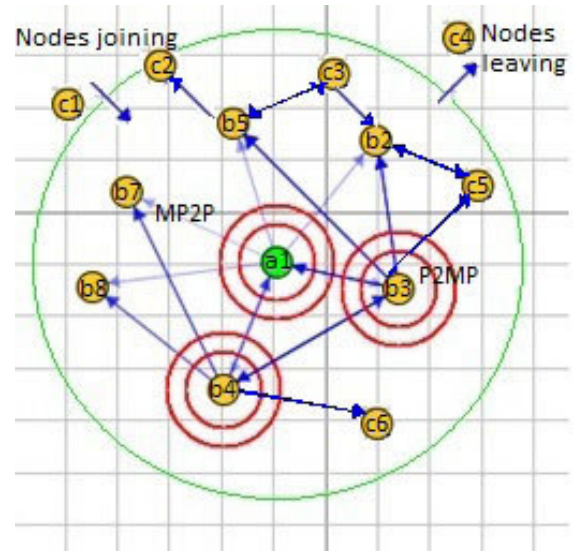 Nodes joining
c4 Nodes
leaving
c2
c3
c1
b5
b2
b7
c5
MP2P
a1
P2MP
b8
b3
b4
c6